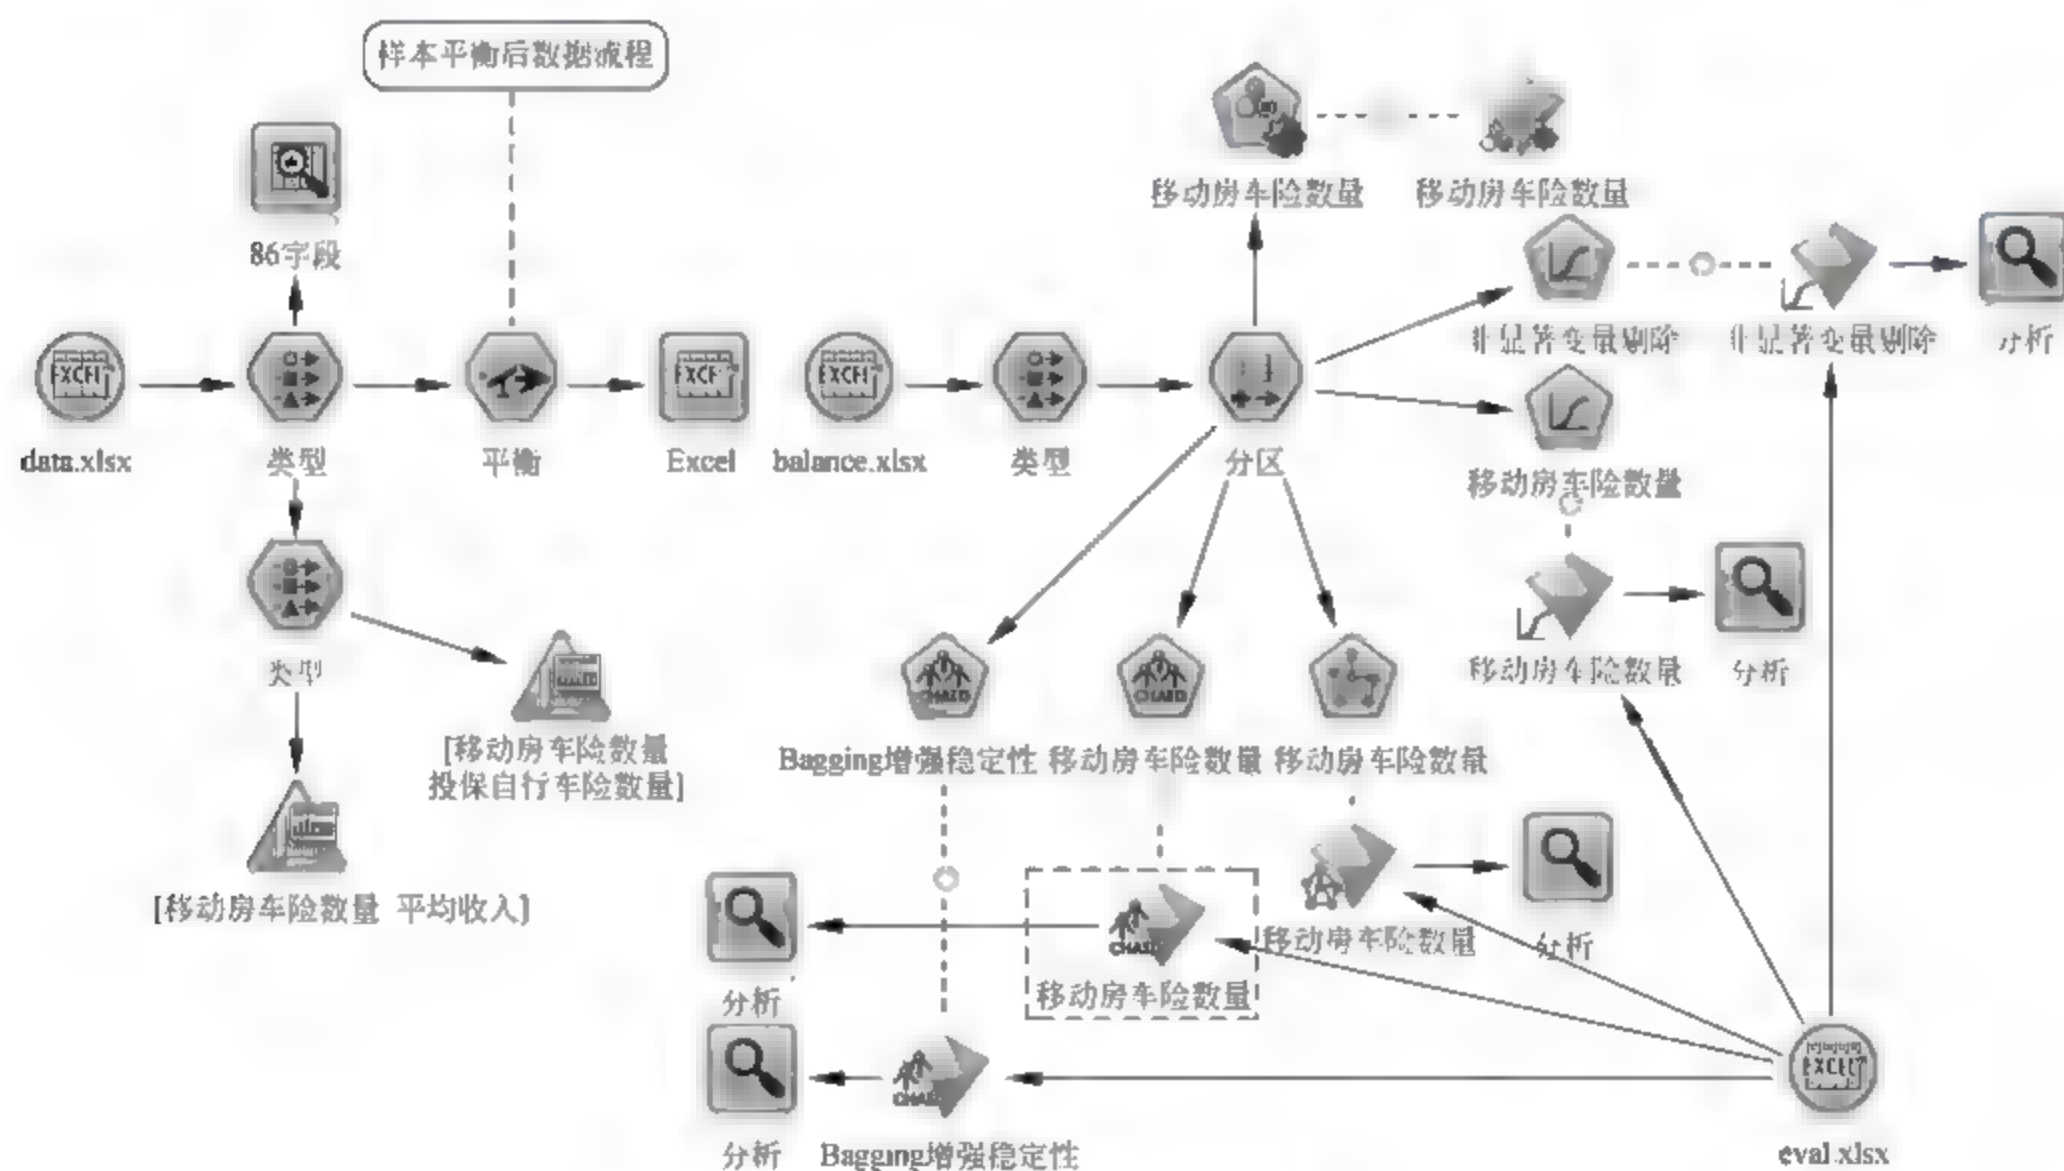 样本平衡后数据流程
移动房车险数量
移动房车险数量
86字段
非显著变量剔除
非显著变量剔除
分析
EXCEL
EXCEL
data.xlsx
类型
平衡
Excel
balance.xlsx
类型
分区
移动房车险数量
类型
移动房车险数量
分析
[移动房车险数量
投保自行车险数量]
CHAID
CHAID
Bagging增强稳定性
移动房车险数量
移动房车险数量
[移动房车险数量 平均收入]
移动房车险数量
分析
CHAID
移动房车险数量
分析
CHAID
EXCEL
分析
Bagging增强稳定性
eval.xlsx